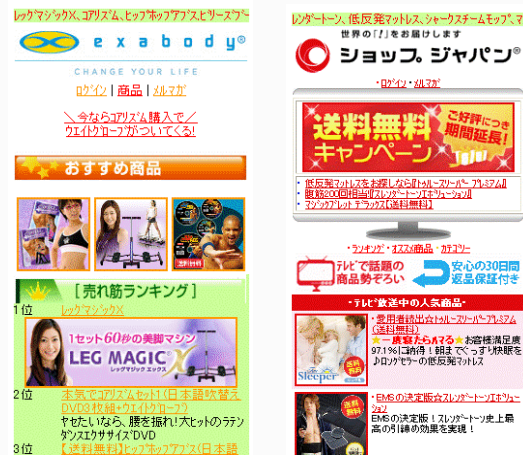 レッグマジックX、コアリズム、ヒップホップアブス、ビリーズブー
exabody®
CHANGE YOUR LIFE
ログイン | 商品 | メルマガ
＼今ならコアリズム購入で／
ウエイトグローブがついてくる!
おすすめ商品
送料無料
[売れ筋ランキング]
1位 レッグマジックX
1セット60秒の美脚マシン
LEG MAGIC X
レッグマジック エックス
2位 本気でコアリズムセット1(日本語吹替え
DVD3枚組+ウエイトグローブ)
ヤセたいなら、腰を振れ!大ヒットのラテン
ダンスエクササイズDVD
3位 【送料無料】ヒップホップアブス(日本語
レンダートーン、低反発マットレス、シャークスチームモップ、マ
世界の「!」をお届けします
ショップ ジャパン®
・ログイン・メルマガ
送料無料
キャンペーン
ご好評につき
期間延長!
・低反発マットレスをお探しなら『トゥルースリーパー プレミアム』
・腹筋200回相当!『スレンダートーンエボリューション』
・マジックブレット デラックス【送料無料】
・ランキング・オススメ商品・カテゴリー
テレビで話題の
商品勢ぞろい
安心の30日間
返品保証付き
-テレビ放送中の人気商品-
・愛用者続出☆トゥルースリーパープレミアム
(送料無料)
★一度寝たらハマる★お客様満足度
97.1%に納得!朝までぐっすり快眠を
♪ロングセラーの低反発マットレス
Sleeper
送料無料
・EMSの決定版☆スレンダートーンエボリュー
ション
EMSの決定版!スレンダートーン史上最
高の引締め効果を実現!
送料無料